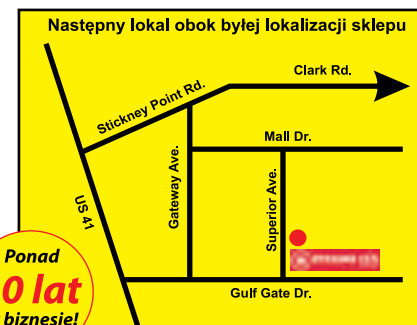 Następny lokal obok byłej lokalizacji sklepu
Clark Rd.
Stickney Point Rd.
Mall Dr.
US 41
Gateway Ave.
Superior Ave.
Gulf Gate Dr.
Ponad
0 lat
biznesie!